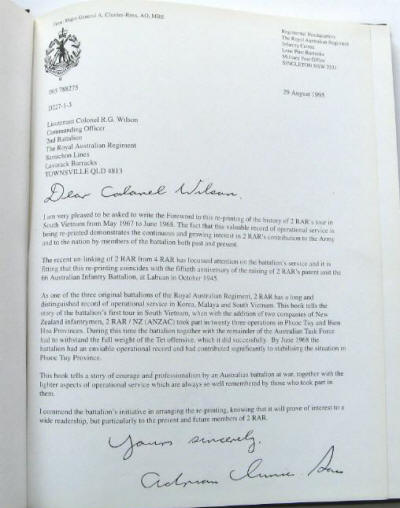 From: Major General A. Clunies-Ross, AO, MBE
Regimental Headquarters
The Royal Australian Regiment
Infantry Centre
Lone Pine Barracks
Military Post Office
SINGLETON NSW 2331
065 788275
D227-1-3
29 August 1995
Lieutenant Colonel R.G. Wilson
Commanding Officer
2nd Battalion
The Royal Australian Regiment
Samichon Lines
Lavarack Barracks
TOWNSVILLE QLD 4813
Dear Colonel Wilson.
I am very pleased to be asked to write the Foreword to this re-printing of the history of 2 RAR's tour in
South Vietnam from May 1967 to June 1968. The fact that this valuable record of operational service is
being re-printed demonstrates the continuous and growing interest in 2 RAR's contribution to the Army
and to the nation by members of the battalion both past and present.
The recent un-linking of 2 RAR from 4 RAR has focussed attention on the battalion's service and it is
fitting that this re-printing coincides with the fiftieth anniversary of the raising of 2 RAR's parent unit the
66 Australian Infantry Battalion, at Labuan in October 1945.
As one of the three original battalions of the Royal Australian Regiment, 2 RAR has a long and
distinguished record of operational service in Korea, Malaya and South Vietnam. This book tells the
story of the battalion's first tour in South Vietnam, when with the addition of two companies of New
Zealand infantrymen, 2 RAR / NZ (ANZAC) took part in twenty three operations in Phuoc Tuy and Bien
Hoa Provinces. During this time the battalion together with the remainder of the Australian Task Force
had to withstand the full weight of the Tet offensive, which it did successfully. By June 1968 the
battalion had an enviable operational record and had contributed significantly to stabilising the situation in
Phuoc Tuy Province.
This book tells a story of courage and professionalism by an Australian battalion at war, together with the
lighter aspects of operational service which are always so well remembered by those who took part in
them.
I commend the battalion's initiative in arranging the re-printing, knowing that it will prove of interest to a
wide readership, but particularly to the present and future members of 2 RAR.
Yours sincerely,
Adrian Clunies Ross